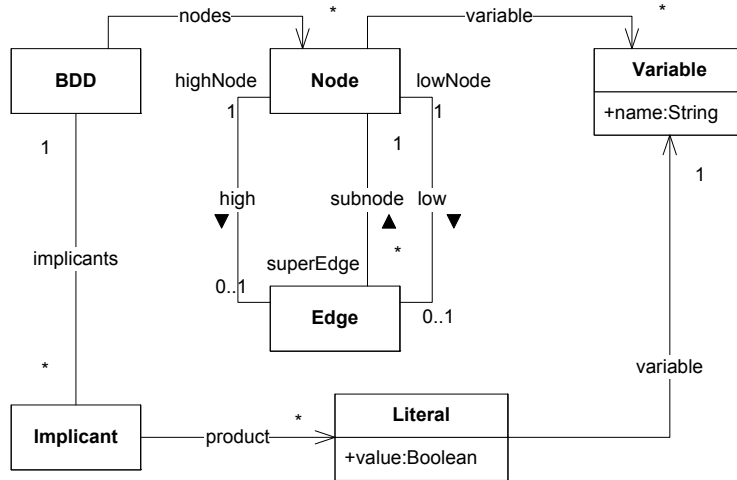 nodes * variable *
BDD highNode Node lowNode Variable
1 1 +name:String
1 1 1
high subnode low
▼ ▲ ▼
implicants superEdge *
0..1 Edge 0..1
* variable
Implicant product * Literal
+value:Boolean